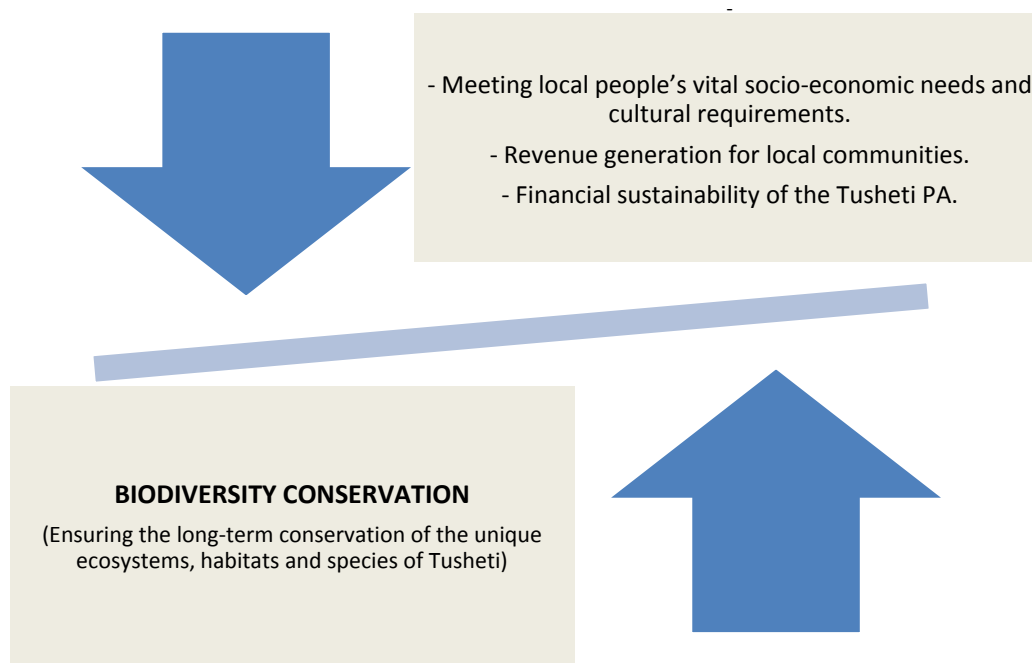 -
- Meeting local people’s vital socio-economic needs and
cultural requirements.
- Revenue generation for local communities.
- Financial sustainability of the Tusheti PA.
BIODIVERSITY CONSERVATION
(Ensuring the long-term conservation of the unique
ecosystems, habitats and species of Tusheti)